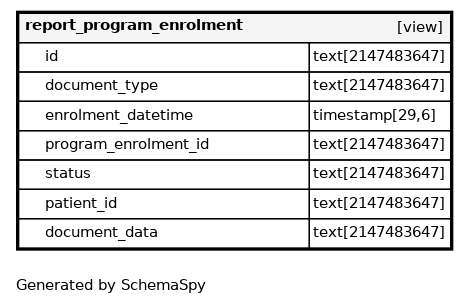 report_program_enrolment [view]
id text[2147483647]
document_type text[2147483647]
enrolment_datetime timestamp[29,6]
program_enrolment_id text[2147483647]
status text[2147483647]
patient_id text[2147483647]
document_data text[2147483647]
Generated by SchemaSpy